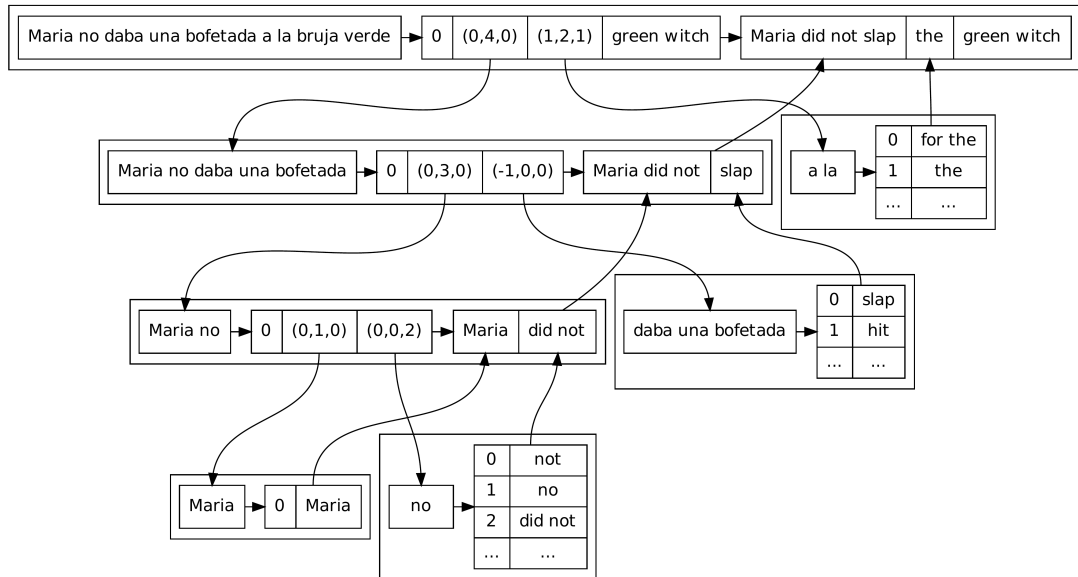 Maria no daba una bofetada a la bruja verde 0 (0,4,0) (1,2,1) green witch Maria did not slap the green witch
Maria no daba una bofetada 0 (0,3,0) (-1,0,0) Maria did not slap
a la
0 for the
1 the
... ...
Maria no 0 (0,1,0) (0,0,2) Maria did not
daba una bofetada
0 slap
1 hit
... ...
Maria 0 Maria
no
0 not
1 no
2 did not
... ...